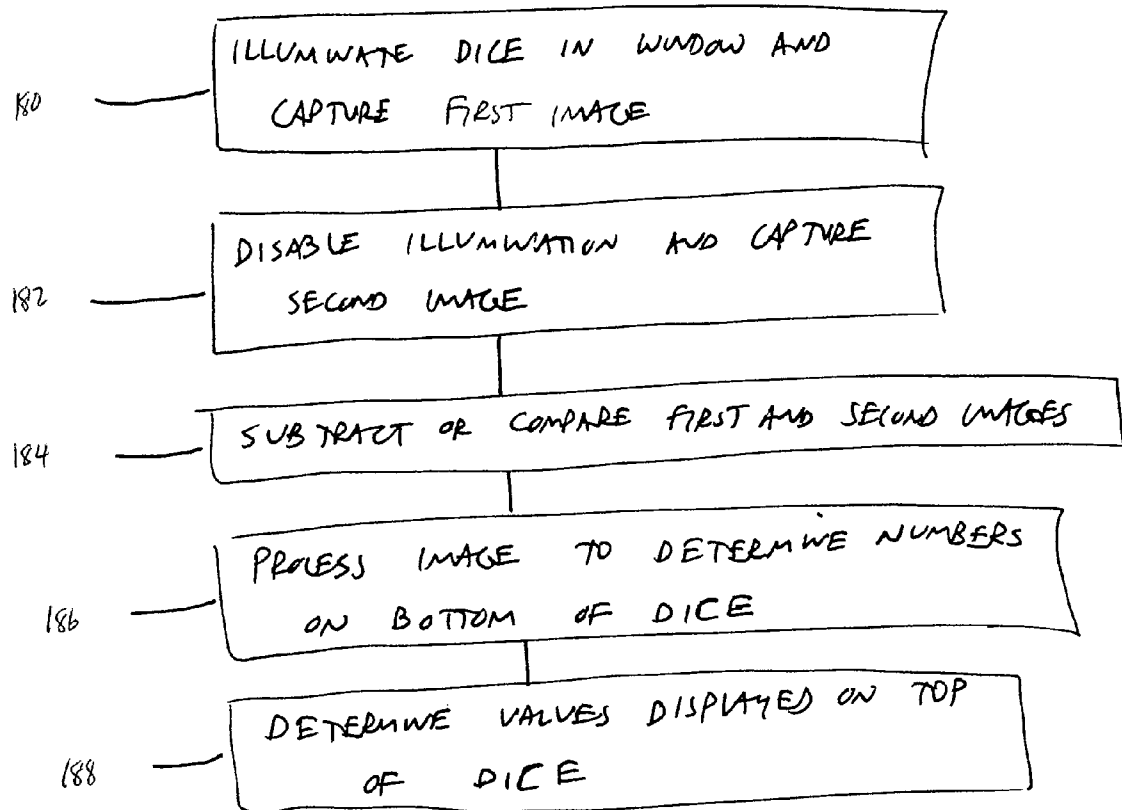 180
ILLUMINATE DICE IN WINDOW AND
CAPTURE FIRST IMAGE
182
DISABLE ILLUMINATION AND CAPTURE
SECOND IMAGE
184
SUBTRACT OR COMPARE FIRST AND SECOND IMAGES
186
PROCESS IMAGE TO DETERMINE NUMBERS
ON BOTTOM OF DICE
188
DETERMINE VALUES DISPLAYED ON TOP
OF DICE